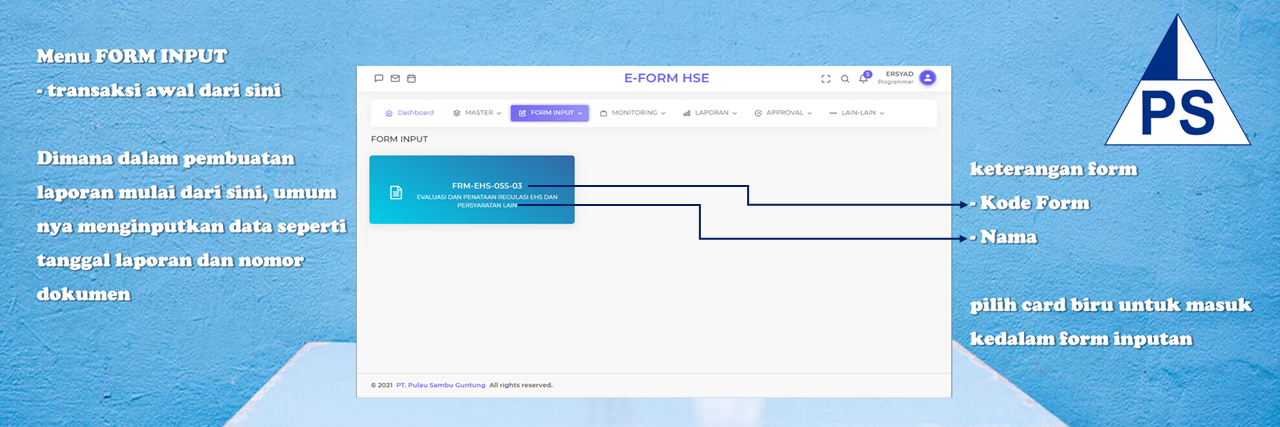 Menu FORM INPUT
- transaksi awal dari sini
Dimana dalam pembuatan
laporan mulai dari sini, umum
nya menginputkan data seperti
tanggal laporan dan nomor
dokumen
E-FORM HSE
5
ERSYAD
Programmer
Dashboard
MASTER
FORM INPUT
MONITORING
LAPORAN
APPROVAL
LAIN-LAIN
FORM INPUT
FRM-EHS-055-03
EVALUASI DAN PENATAAN REGULASI EHS DAN
PERSYARATAN LAIN
© 2021 PT. Pulau Sambu Guntung All rights reserved.
PS
keterangan form
- Kode Form
- Nama
pilih card biru untuk masuk
kedalam form inputan